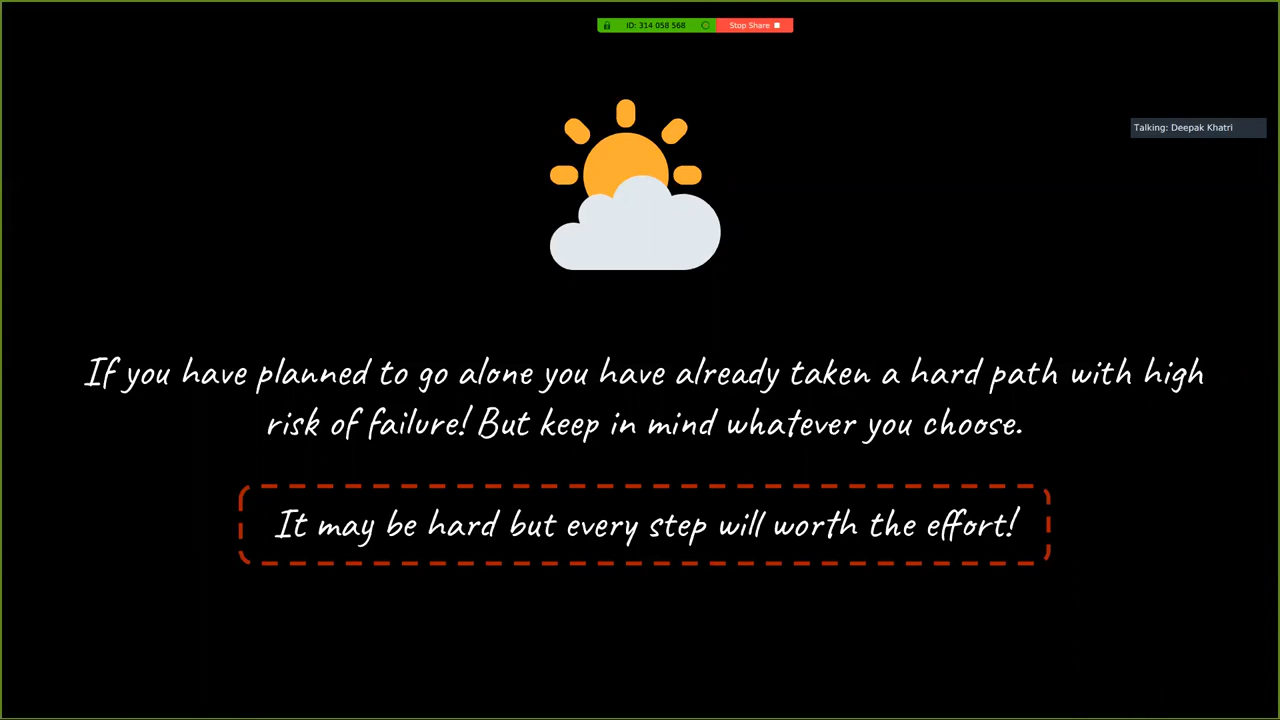 ID: 314 058 568 Stop Share
Talking: Deepak Khatri
If you have planned to go alone you have already taken a hard path with high
risk of failure! But keep in mind whatever you choose.
It may be hard but every step will worth the effort!